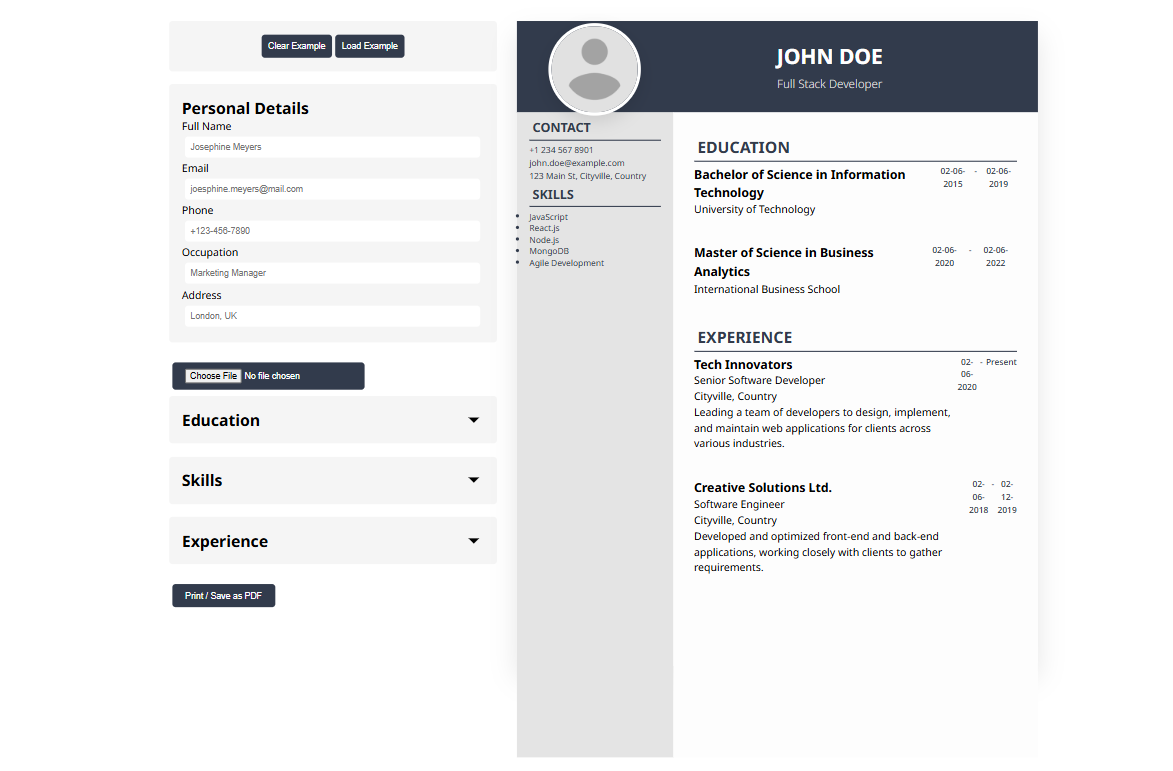 Clear Example Load Example
Personal Details
Full Name
Josephine Meyers
Email
joesphine.meyers@mail.com
Phone
+123-456-7890
Occupation
Marketing Manager
Address
London, UK
Choose File No file chosen
Education
Skills
Experience
Print / Save as PDF
JOHN DOE
Full Stack Developer
CONTACT
+1 234 567 8901
john.doe@example.com
123 Main St, Cityville, Country
SKILLS
• JavaScript
• React.js
• Node.js
• MongoDB
• Agile Development
EDUCATION
Bachelor of Science in Information
Technology
University of Technology
02-06- - 02-06-
2015 2019
Master of Science in Business
Analytics
International Business School
02-06- - 02-06-
2020 2022
EXPERIENCE
Tech Innovators
Senior Software Developer
Cityville, Country
Leading a team of developers to design, implement,
and maintain web applications for clients across
various industries.
02- - Present
06-
2020
Creative Solutions Ltd.
Software Engineer
Cityville, Country
Developed and optimized front-end and back-end
applications, working closely with clients to gather
requirements.
02- - 02-
06- 12-
2018 2019